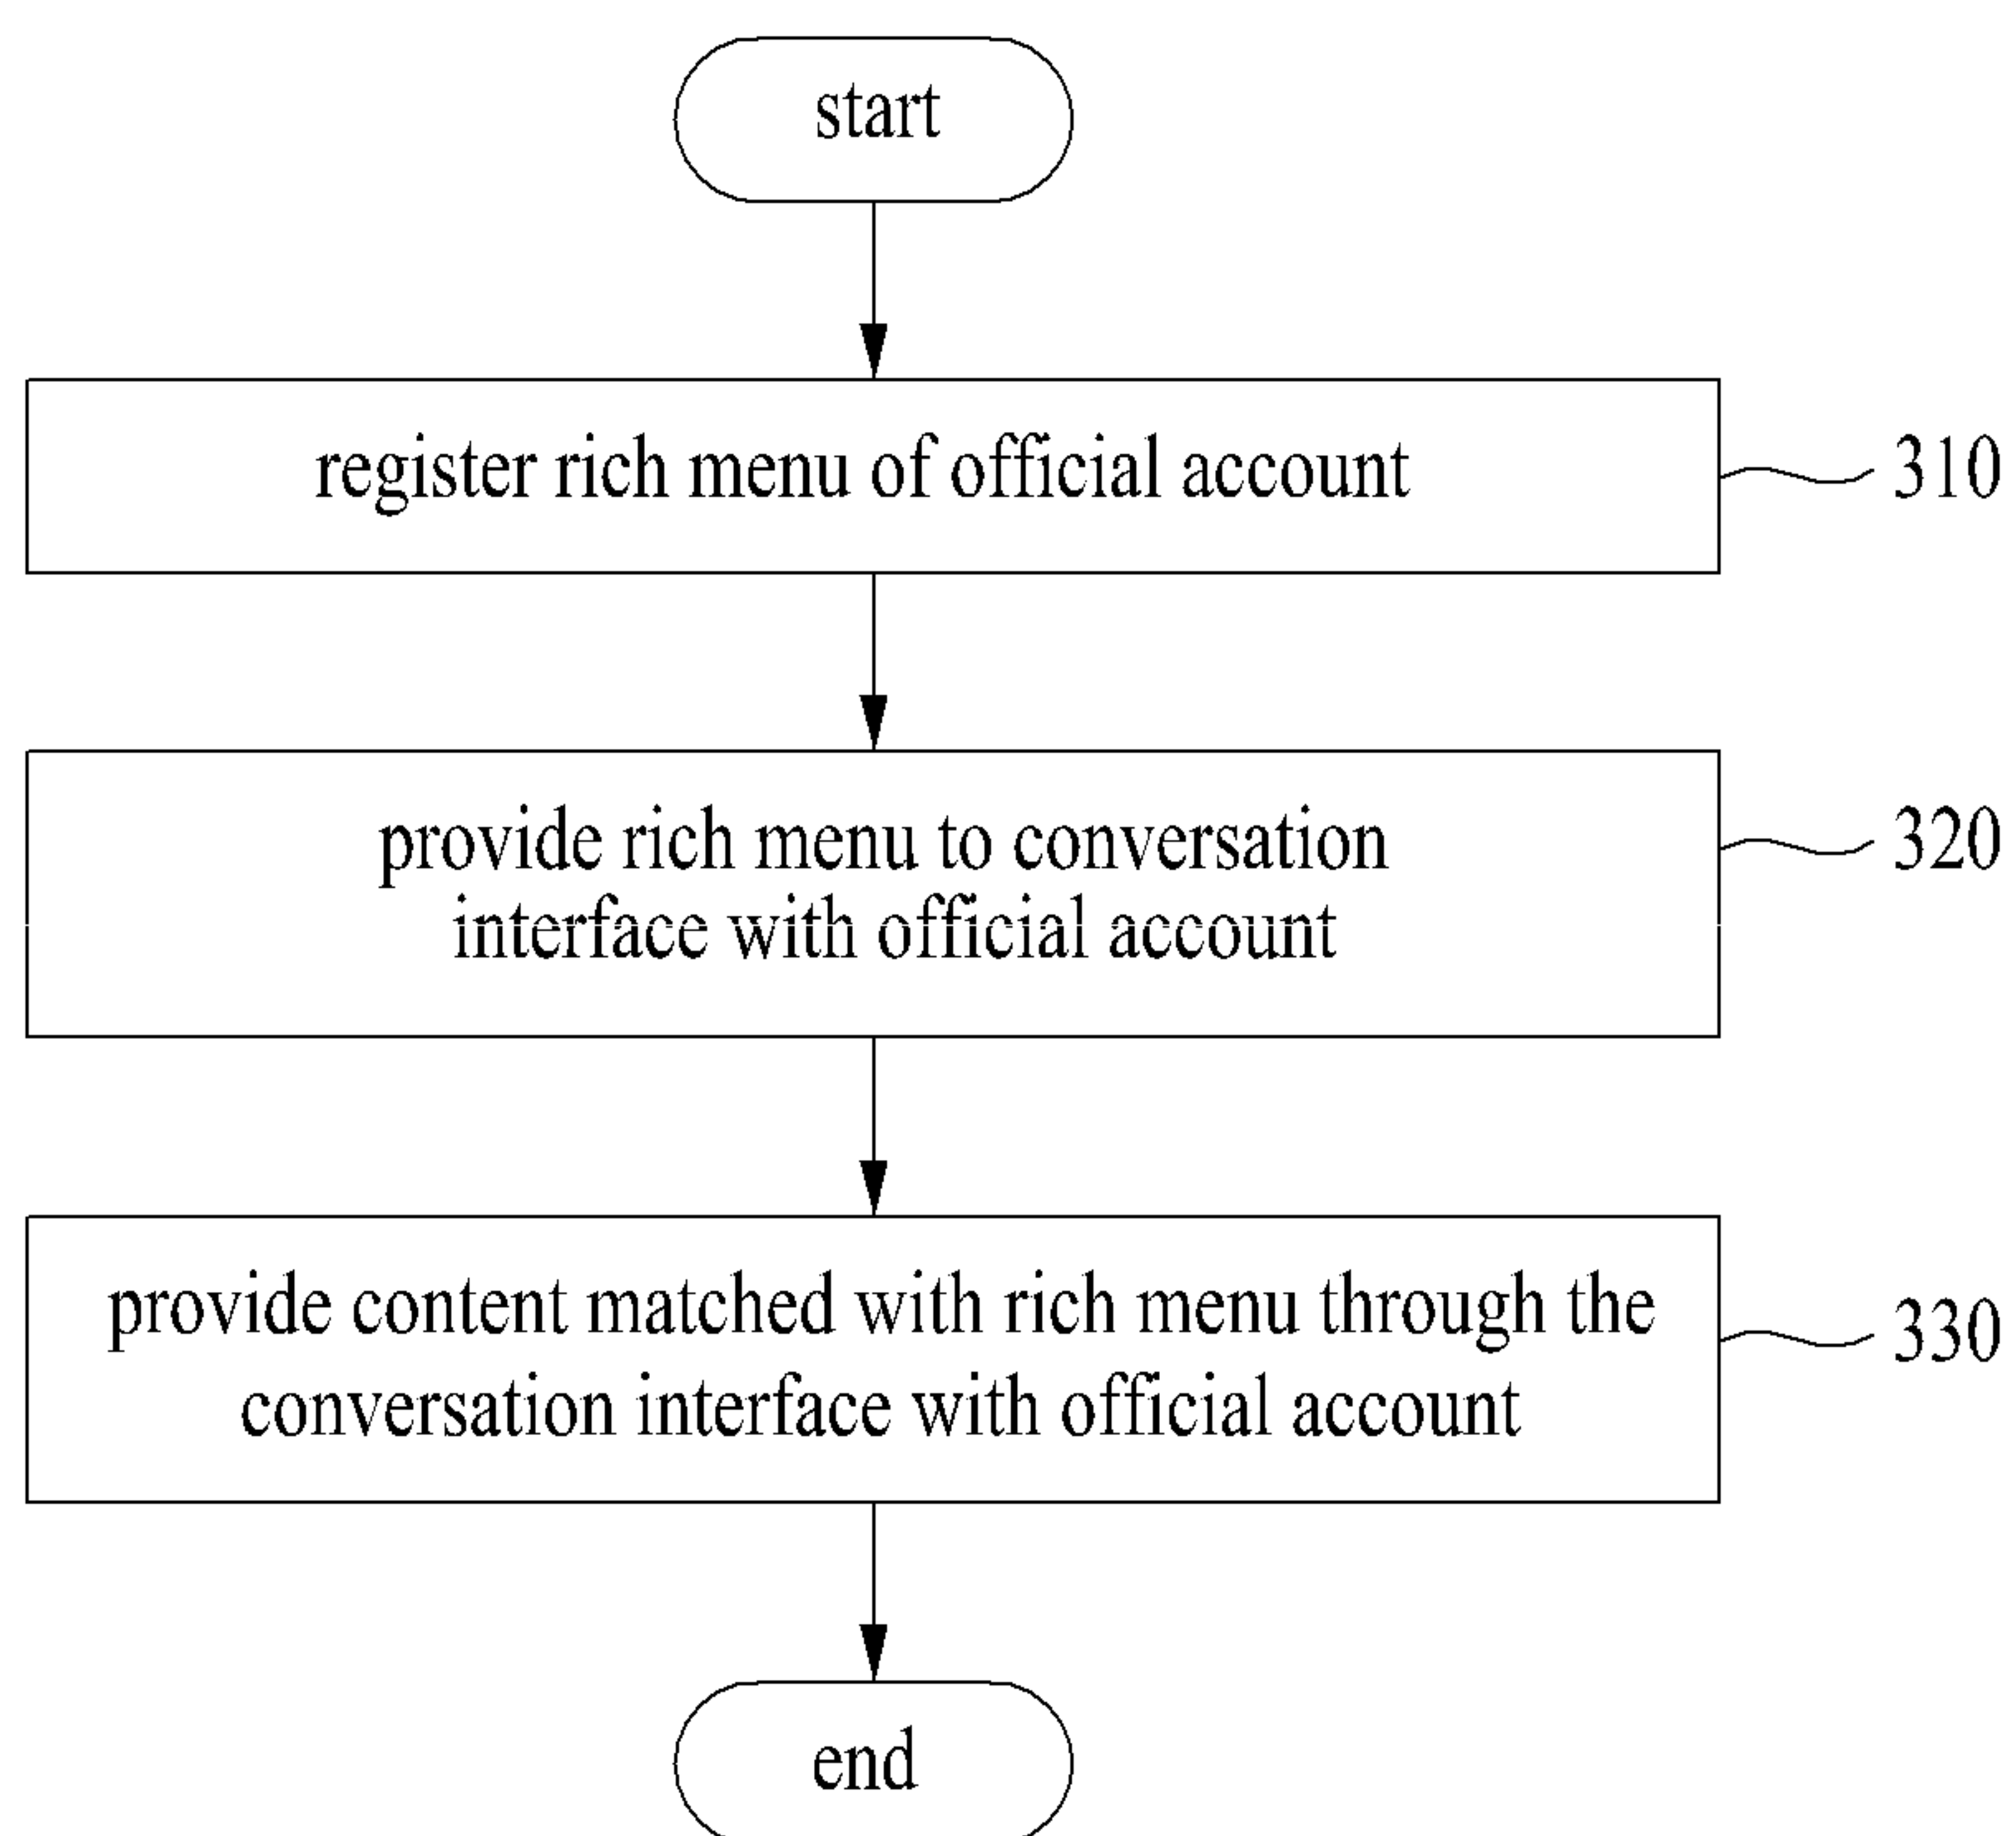 start
register rich menu of official account
310
provide rich menu to conversation
interface with official account
320
provide content matched with rich menu through the
conversation interface with official account
330
end